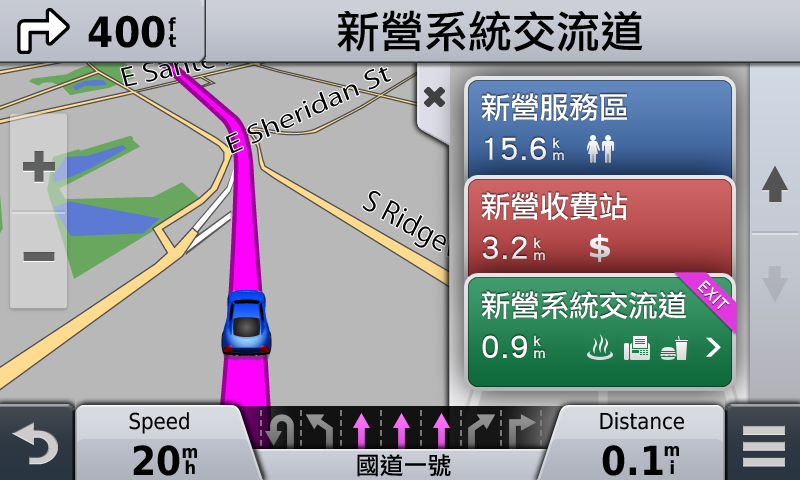 400 ft
新營系統交流道
E Sante
E Sheridan St
S Ridge
新營服務區
15.6 km
新營收費站
3.2 km $
新營系統交流道
EXIT
0.9 km
Speed
20 mh
國道一號
Distance
0.1 mi